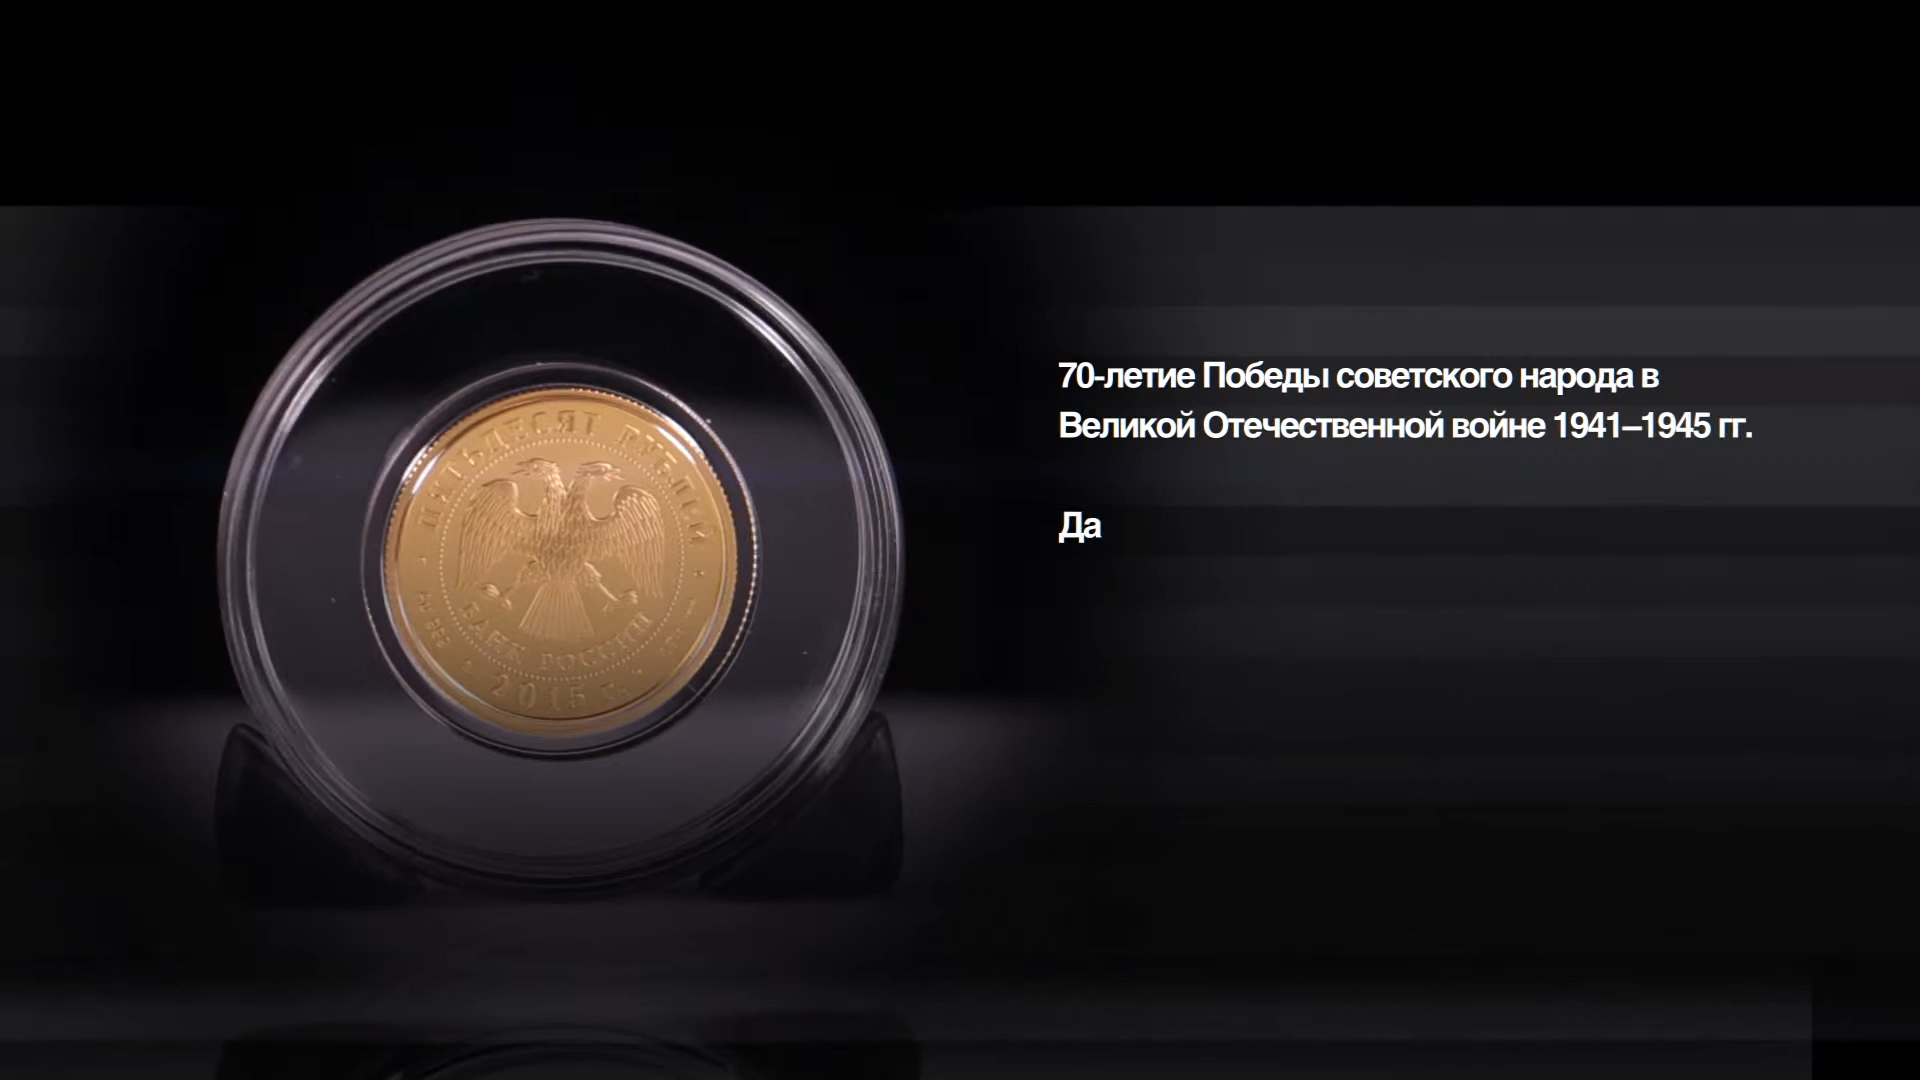 ПЯТЬДЕСЯТ РУБЛЕЙ
БАНК РОССИИ
2015 г.
70-летие Победы советского народа в
Великой Отечественной войне 1941–1945 гг.
Да